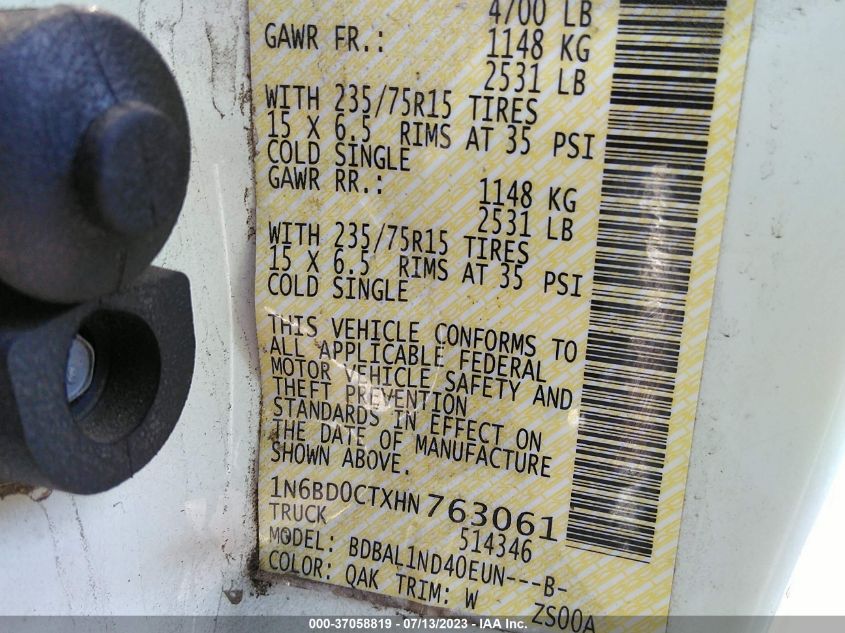 4700 LB
GAWR FR.: 1148 KG
2531 LB
WITH 235/75R15 TIRES
15 X 6.5 RIMS AT 35 PSI
COLD SINGLE
GAWR RR.: 1148 KG
2531 LB
WITH 235/75R15 TIRES
15 X 6.5 RIMS AT 35 PSI
COLD SINGLE
THIS VEHICLE CONFORMS TO
ALL APPLICABLE FEDERAL
MOTOR VEHICLE SAFETY AND
THEFT PREVENTION
STANDARDS IN EFFECT ON
THE DATE OF MANUFACTURE
SHOWN ABOVE.
1N6BD0CTXHN763061
TRUCK 514346
MODEL: BDBAL1ND40EUN---B-
COLOR: QAK TRIM: W ZS00A
000-37058819 - 07/13/2023 - IAA Inc.